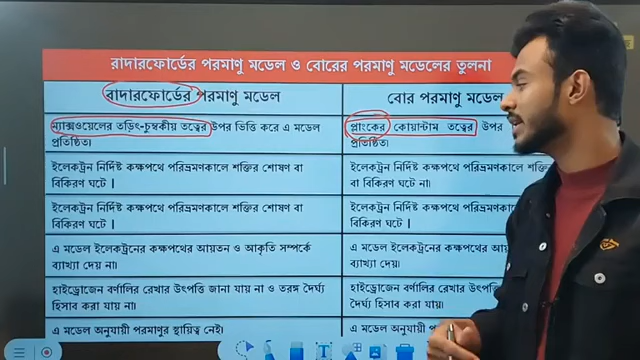 রাদারফোর্ডের পরমাণু মডেল ও বোরের পরমাণু মডেলের তুলনা
রাদারফোর্ডের পরমাণু মডেল
বোর পরমাণু মডেল
ম্যাক্সওয়েলের তড়িৎ-চুম্বকীয় তত্ত্বের উপর ভিত্তি করে এ মডেল
প্রতিষ্ঠিত।
প্লাংকের কোয়ান্টাম তত্ত্বের উপর
প্রতিষ্ঠিত।
ইলেকট্রন নির্দিষ্ট কক্ষপথে পরিভ্রমণকালে শক্তির শোষণ বা
বিকিরণ ঘটে।
ইলেকট্রন নির্দিষ্ট কক্ষপথে পরিভ্রমণকালে
বা বিকিরণ ঘটে না।
ইলেকট্রন নির্দিষ্ট কক্ষপথে পরিভ্রমণকালে শক্তির শোষণ বা
বিকিরণ ঘটে।
ইলেকট্রন নির্দিষ্ট কক্ষপথে পরিভ্রমণকালে
বিকিরণ ঘটে।
এ মডেল ইলেকট্রনের কক্ষপথের আয়তন ও আকৃতি সম্পর্কে
ব্যাখ্যা দেয় না।
এ মডেল ইলেকট্রনের কক্ষপথের
ব্যাখ্যা দেয়।
হাইড্রোজেন বর্ণালির রেখার উৎপত্তি জানা যায় না ও তরঙ্গ দৈর্ঘ্য
হিসাব করা যায় না।
হাইড্রোজেন বর্ণালির রেখার
হিসাব করা যায়।
এ মডেল অনুযায়ী পরমাণুর স্থায়িত্ব নেই।
এ মডেল অনুযায়ী